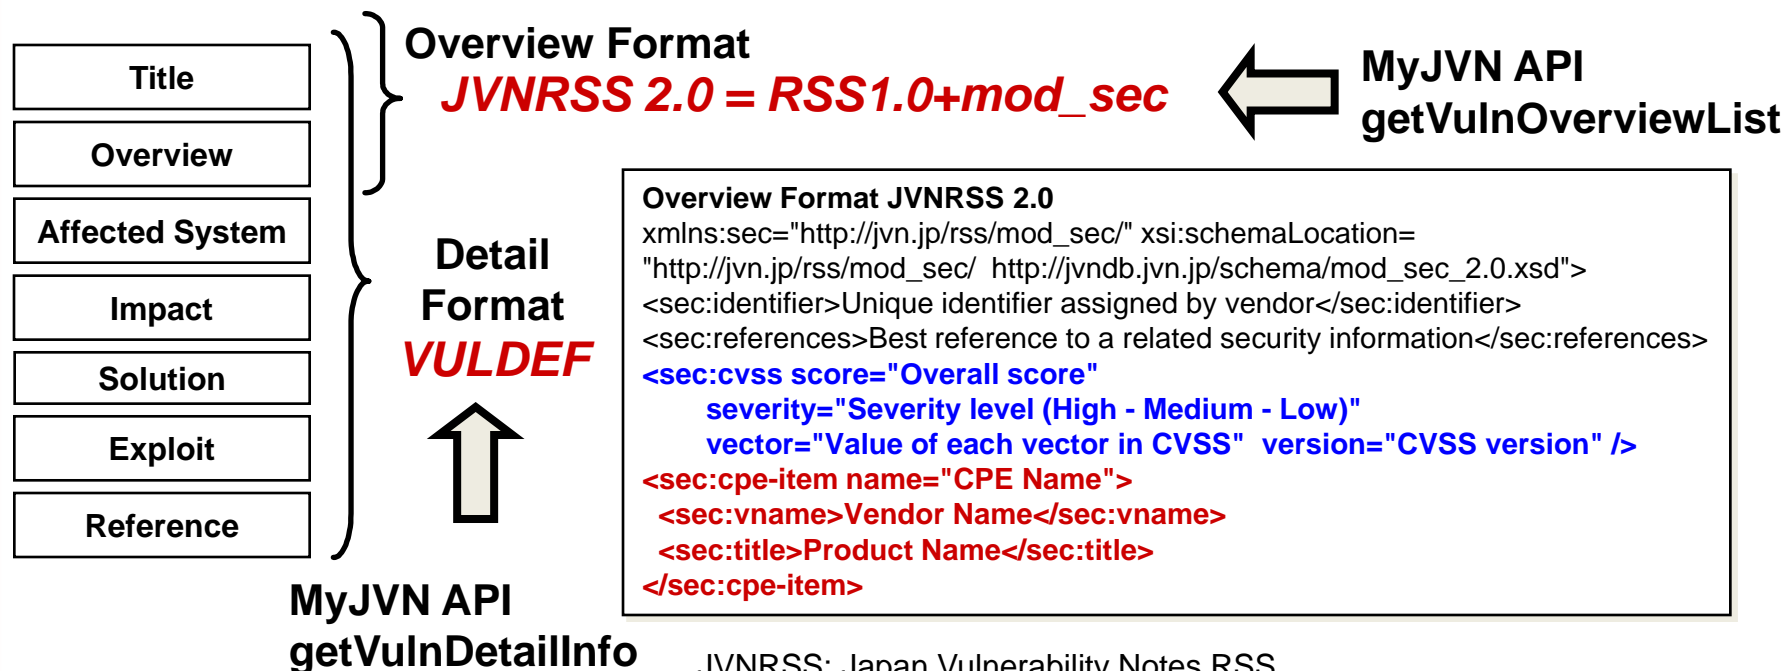 Title
Overview
Affected System
Impact
Solution
Exploit
Reference
Overview Format
JVNRSS 2.0 = RSS1.0+mod_sec
MyJVN API
getVulnOverviewList
Detail
Format
VULDEF
MyJVN API
getVulnDetailInfo
Overview Format JVNRSS 2.0
xmlns:sec="http://jvn.jp/rss/mod_sec/" xsi:schemaLocation=
"http://jvn.jp/rss/mod_sec/  http://jvndb.jvn.jp/schema/mod_sec_2.0.xsd">
<sec:identifier>Unique identifier assigned by vendor</sec:identifier>
<sec:references>Best reference to a related security information</sec:references>
<sec:cvss score="Overall score"
severity="Severity level (High - Medium - Low)"
vector="Value of each vector in CVSS"  version="CVSS version" />
<sec:cpe-item name="CPE Name">
<sec:vname>Vendor Name</sec:vname>
<sec:title>Product Name</sec:title>
</sec:cpe-item>
JVNRSS: Japan Vulnerability Notes RSS